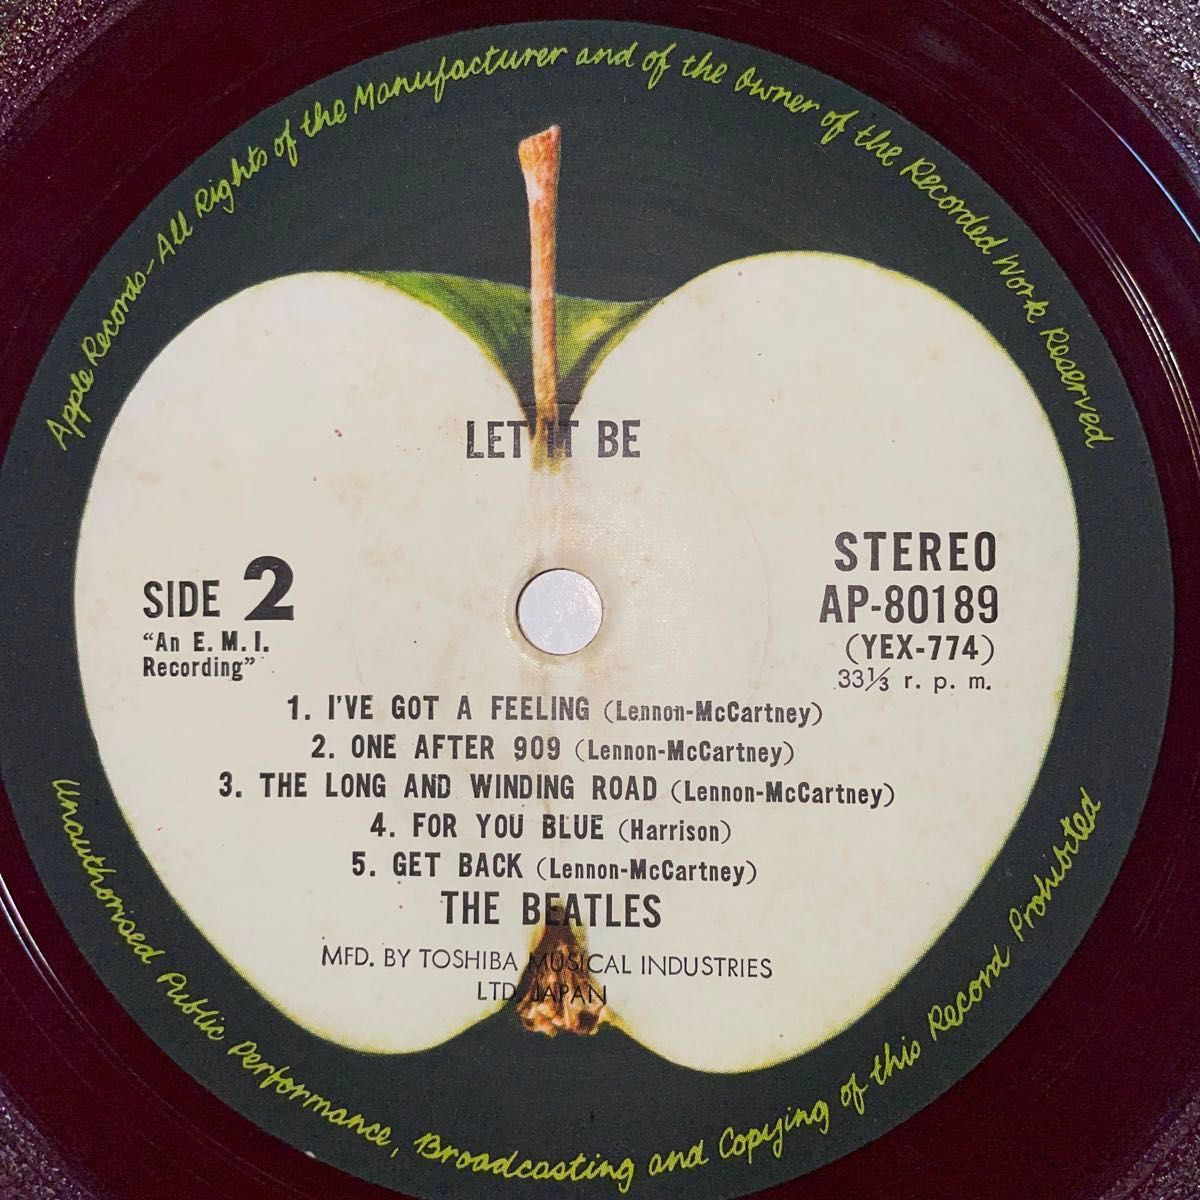 Apple Records-All Rights of the Manufacturer and of the Owner of the Recorded Work Reserved
LET IT BE
STEREO
AP-80189
(YEX-774)
33⅓ r. p. m.
SIDE 2
“An E. M. I.
Recording”
1. I'VE GOT A FEELING (Lennon-McCartney)
2. ONE AFTER 909 (Lennon-McCartney)
3. THE LONG AND WINDING ROAD (Lennon-McCartney)
4. FOR YOU BLUE (Harrison)
5. GET BACK (Lennon-McCartney)
THE BEATLES
MFD. BY TOSHIBA MUSICAL INDUSTRIES
LTD. JAPAN
Unauthorised Public Performance, Broadcasting and Copying of this Record Prohibited